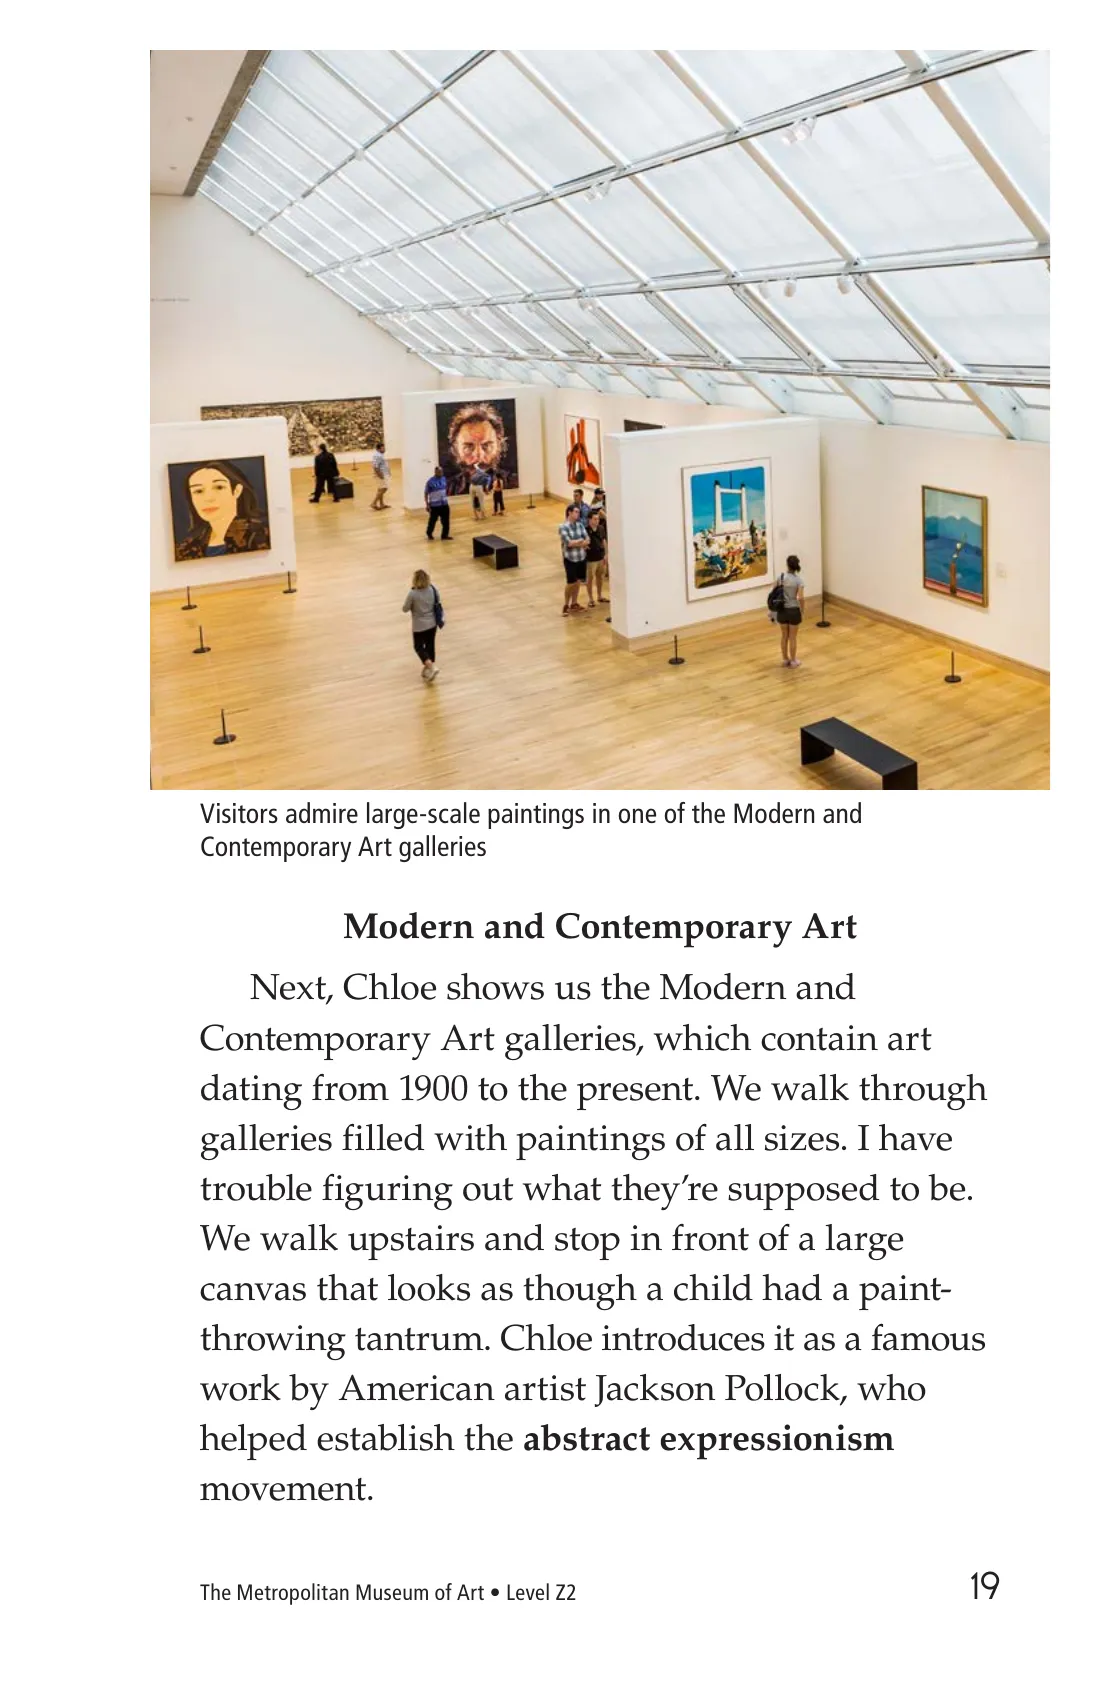 Visitors admire large-scale paintings in one of the Modern and
Contemporary Art galleries
Modern and Contemporary Art
Next, Chloe shows us the Modern and
Contemporary Art galleries, which contain art
dating from 1900 to the present. We walk through
galleries filled with paintings of all sizes. I have
trouble figuring out what they’re supposed to be.
We walk upstairs and stop in front of a large
canvas that looks as though a child had a paint-
throwing tantrum. Chloe introduces it as a famous
work by American artist Jackson Pollock, who
helped establish the abstract expressionism
movement.
The Metropolitan Museum of Art • Level Z2
19